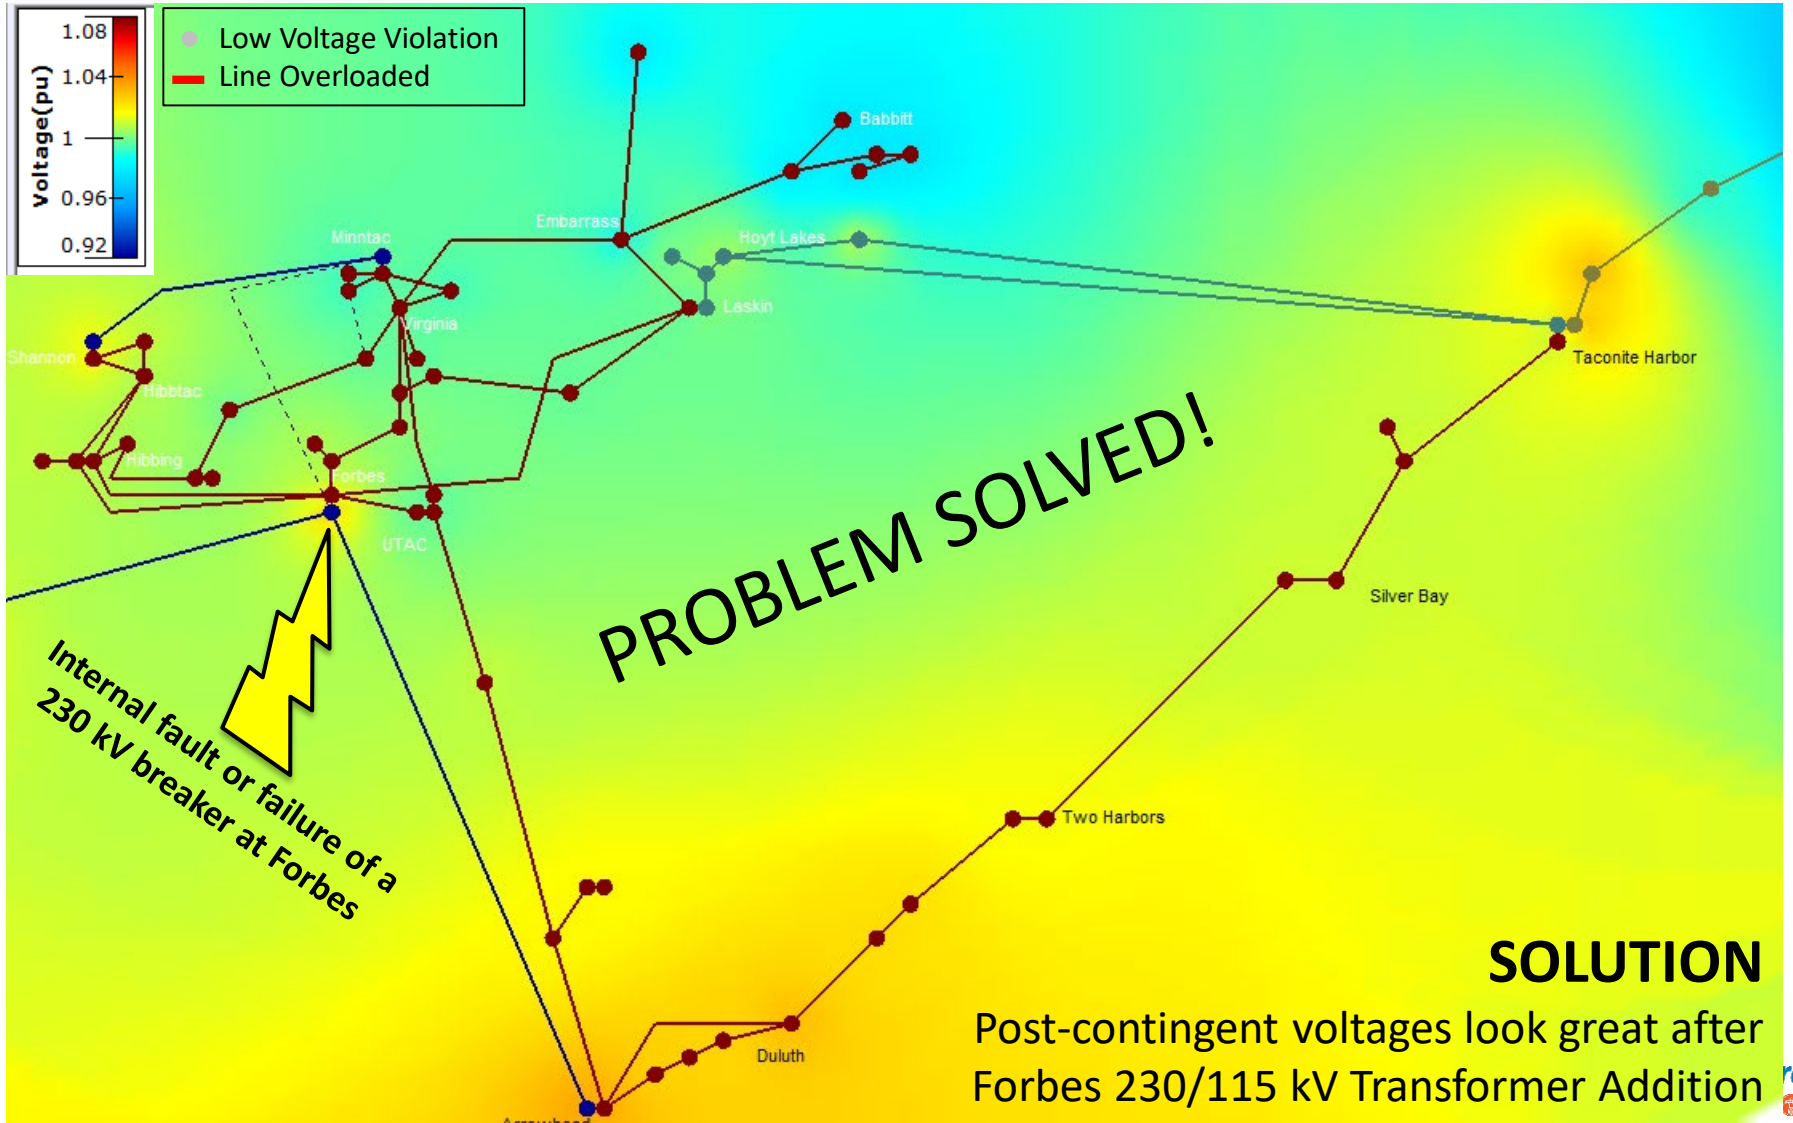 1.08
1.04
1
0.96
0.92
Voltage(pu)
Low Voltage Violation
Line Overloaded
Babbitt
Embarrass
Minntac
Hoyt Lakes
Laskin
Virginia
Shannon
Taconite Harbor
Hibbtac
Hibbing
Forbes
UTAC
PROBLEM SOLVED!
Silver Bay
Internal fault or failure of a
230 kV breaker at Forbes
Two Harbors
SOLUTION
Post-contingent voltages look great after
Forbes 230/115 kV Transformer Addition
Duluth
Arrowhead